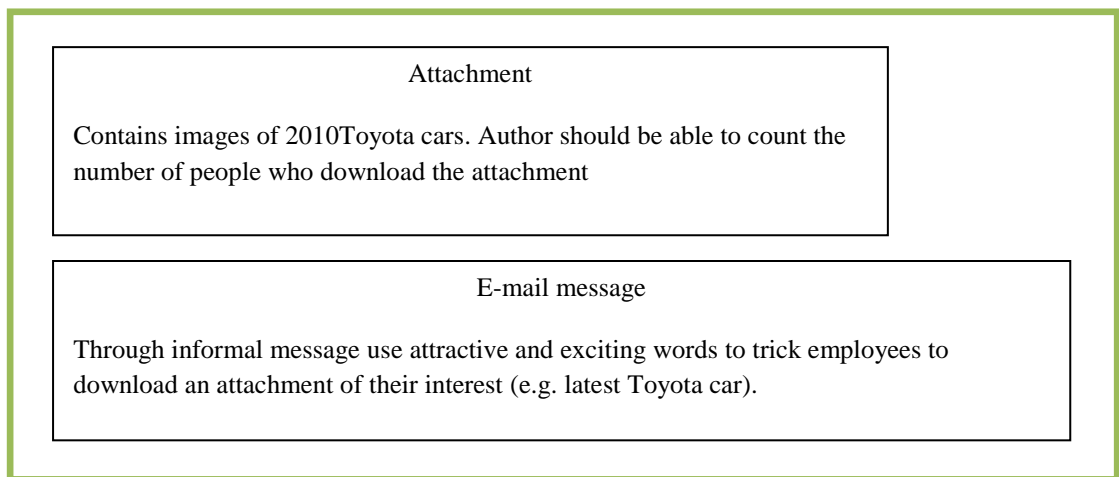 Attachment
Contains images of 2010Toyota cars. Author should be able to count the
number of people who download the attachment
E-mail message
Through informal message use attractive and exciting words to trick employees to
download an attachment of their interest (e.g. latest Toyota car).